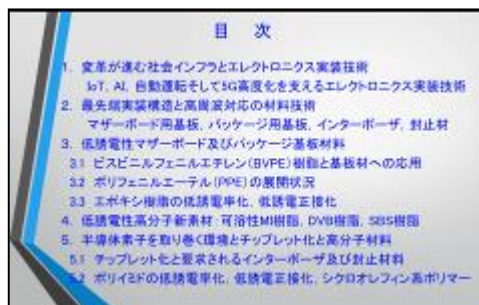 目 次
1. 変革が進む社会インフラとエレクトロニクス実装技術
IoT, AI, 自動運転そして5G高度化を支えるエレクトロニクス実装技術
2. 最先端実装構造と高周波対応の材料技術
マザーボード用基板, パッケージ用基板, インターポーザ, 封止材
3. 低誘電性マザーボード及びパッケージ基板材料
3.1 ビスビニルフェニルエチレン(BVPE)樹脂と基板材への応用
3.2 ポリフェニルエーテル(PPE)の展開状況
3.3 エポキシ樹脂の低誘電率化, 低誘電正接化
4. 低誘電性高分子新素材-可溶性MI樹脂, DVB樹脂, SBS樹脂
5. 半導体素子を取り巻く環境とチップレット化と高分子材料
5.1 チップレット化と要求されるインターポーザ及び封止材料
5.2 ポリイミドの低誘電率化, 低誘電正接化, シクロオレフィン系ポリマー